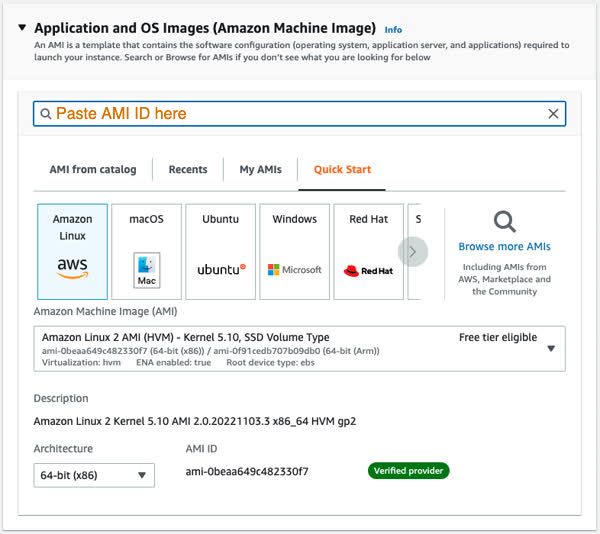 Application and OS Images (Amazon Machine Image) Info
An AMI is a template that contains the software configuration (operating system, application server, and applications) required to
launch your instance. Search or Browse for AMIs if you don't see what you are looking for below
Paste AMI ID here
AMI from catalog Recents My AMIs Quick Start
Amazon
Linux
aws
macOS
Mac
Ubuntu
ubuntu
Windows
Microsoft
Red Hat
Red Hat
S
Browse more AMIs
Including AMIs from
AWS, Marketplace and
the Community
Amazon Machine Image (AMI)
Amazon Linux 2 AMI (HVM) - Kernel 5.10, SSD Volume Type Free tier eligible
ami-0beaa649c482330f7 (64-bit (x86)) / ami-0f91cedb707b09db0 (64-bit (Arm))
Virtualization: hvm ENA enabled: true Root device type: ebs
Description
Amazon Linux 2 Kernel 5.10 AMI 2.0.20221103.3 x86_64 HVM gp2
Architecture AMI ID
64-bit (x86) ami-0beaa649c482330f7 Verified provider